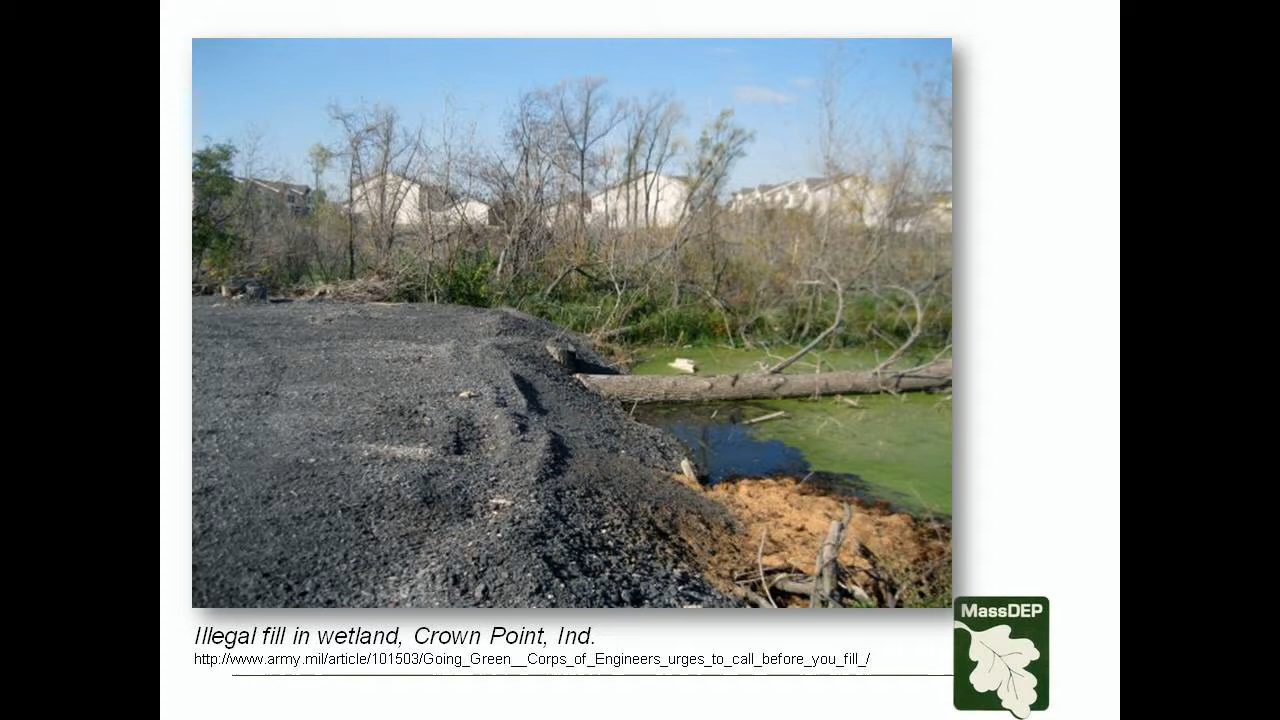 Illegal fill in wetland, Crown Point, Ind.
http://www.army.mil/article/101503/Going_Green__Corps_of_Engineers_urges_to_call_before_you_fill_/
MassDEP